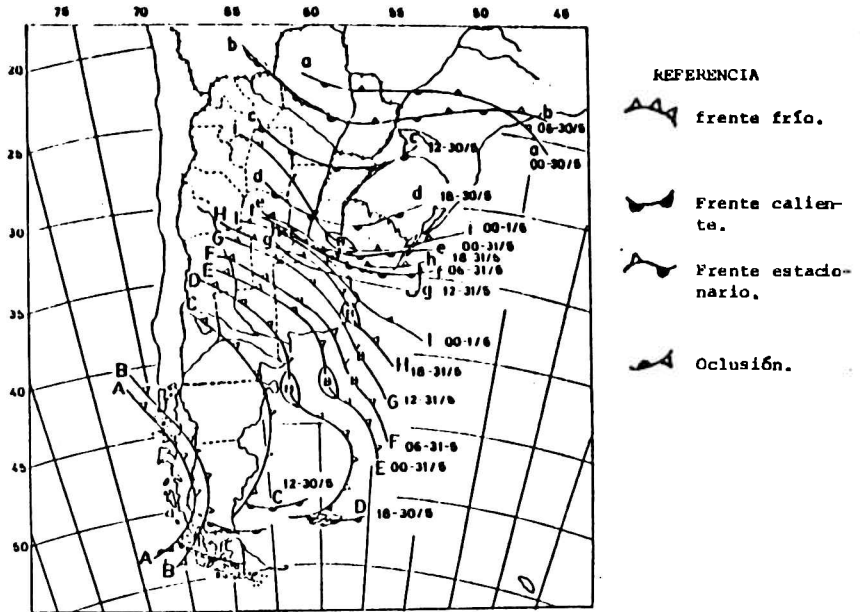 75 70 65 60 55 50 45
20
25
30
35
40
45
50
b
a
b
06-30/5
a
00-30/5
c
c 12-30/5
i
d
d 18-30/5
e
i 00-1/6
e 00-31/5
h 18-31/5
f 06-31/5
g 12-31/5
H
I
f
g
G
F
E
D
C
B
A
I 00-1/6
H 18-31/5
G 12-31/5
F 06-31-5
E 00-31/5
12-30/5
C
D 18-30/5
B
B
A
B
REFERENCIA
frente frío.
Frente calien-
te.
Frente estacio-
nario.
Oclusión.